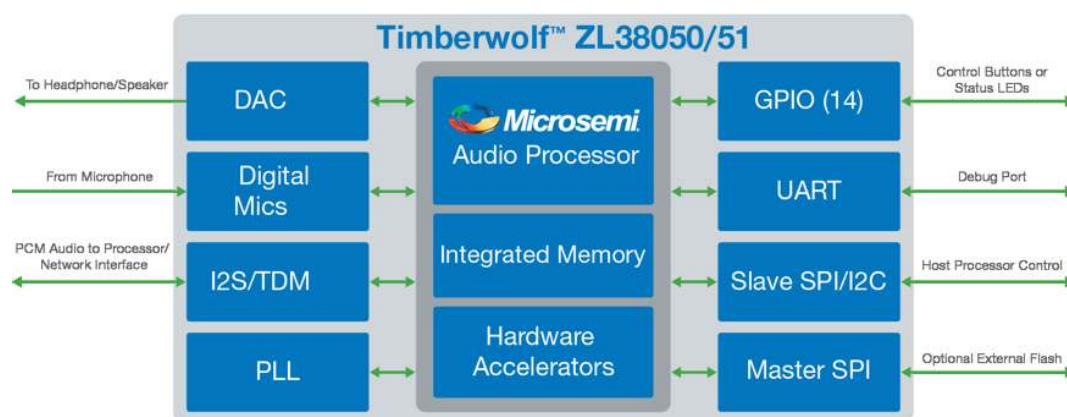 Timberwolf™ ZL38050/51
To Headphone/Speaker
DAC
Microsemi.
Audio Processor
GPIO (14)
Control Buttons or
Status LEDs
From Microphone
Digital
Mics
UART
Debug Port
PCM Audio to Processor/
Network Interface
I2S/TDM
Integrated Memory
Slave SPI/I2C
Host Processor Control
PLL
Hardware
Accelerators
Master SPI
Optional External Flash